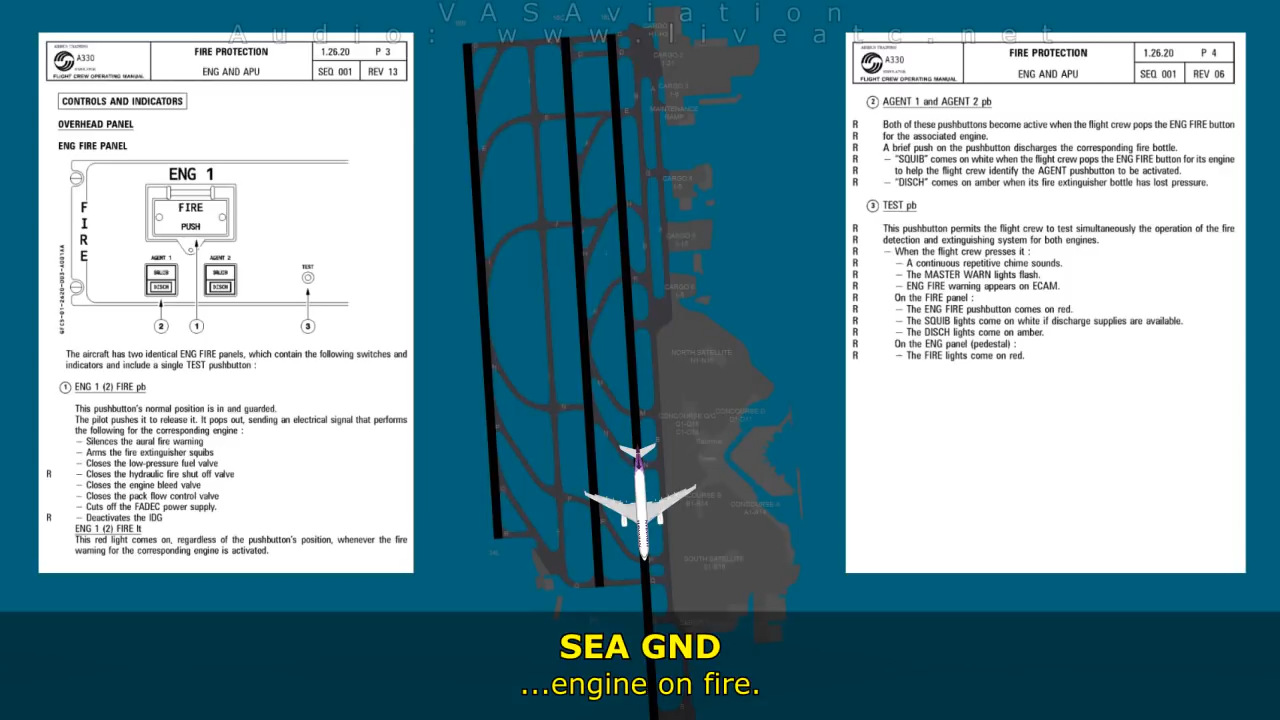 VASAviation
Audio: www.liveatc.net
A330
FLIGHT CREW OPERATING MANUAL
FIRE PROTECTION
ENG AND APU
1.26.20 P 3
SEQ 001 REV 13
CONTROLS AND INDICATORS
OVERHEAD PANEL
ENG FIRE PANEL
ENG 1
FIRE
FIRE
PUSH
AGENT 1
AGENT 2
SQUIB
DISCH
SQUIB
DISCH
TEST
2 1 3
The aircraft has two identical ENG FIRE panels, which contain the following switches and
indicators and include a single TEST pushbutton :
1 ENG 1 (2) FIRE pb
This pushbutton's normal position is in and guarded.
The pilot pushes it to release it. It pops out, sending an electrical signal that performs
the following for the corresponding engine :
– Silences the aural fire warning
– Arms the fire extinguisher squibs
– Closes the low-pressure fuel valve
R – Closes the hydraulic fire shut off valve
– Closes the engine bleed valve
– Closes the pack flow control valve
– Cuts off the FADEC power supply.
R – Deactivates the IDG
ENG 1 (2) FIRE lt
This red light comes on, regardless of the pushbutton's position, whenever the fire
warning for the corresponding engine is activated.
A330
FLIGHT CREW OPERATING MANUAL
FIRE PROTECTION
ENG AND APU
1.26.20 P 4
SEQ 001 REV 06
2 AGENT 1 and AGENT 2 pb
R Both of these pushbuttons become active when the flight crew pops the ENG FIRE button
R for the associated engine.
R A brief push on the pushbutton discharges the corresponding fire bottle.
R – "SQUIB" comes on white when the flight crew pops the ENG FIRE button for its engine
R to help the flight crew identify the AGENT pushbutton to be activated.
R – "DISCH" comes on amber when its fire extinguisher bottle has lost pressure.
3 TEST pb
R This pushbutton permits the flight crew to test simultaneously the operation of the fire
R detection and extinguishing system for both engines.
R – When the flight crew presses it :
R – A continuous repetitive chime sounds.
R – The MASTER WARN lights flash.
R – ENG FIRE warning appears on ECAM.
R On the FIRE panel :
R – The ENG FIRE pushbutton comes on red.
R – The SQUIB lights come on white if discharge supplies are available.
R – The DISCH lights come on amber.
R On the ENG panel (pedestal) :
R – The FIRE lights come on red.
MAINTENANCE
RAMP
NORTH SATELLITE
SOUTH SATELLITE
SEA GND
...engine on fire.